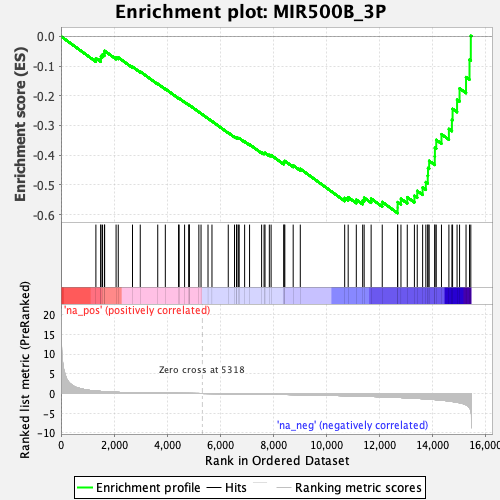 Enrichment plot: MIR500B_3P
Enrichment score (ES)
0.0
-0.1
-0.2
-0.3
-0.4
-0.5
-0.6
Ranked list metric (PreRanked)
'na_pos' (positively correlated)
20
15
10
5
0
-5
-10
Zero cross at 5318
'na_neg' (negatively correlated)
0 2,000 4,000 6,000 8,000 10,000 12,000 14,000 16,000
Rank in Ordered Dataset
Enrichment profile Hits Ranking metric scores